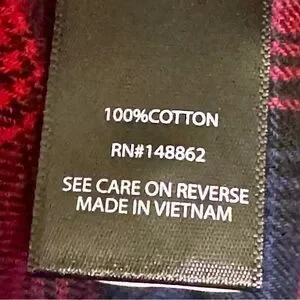 100%COTTON
RN#148862
SEE CARE ON REVERSE
MADE IN VIETNAM